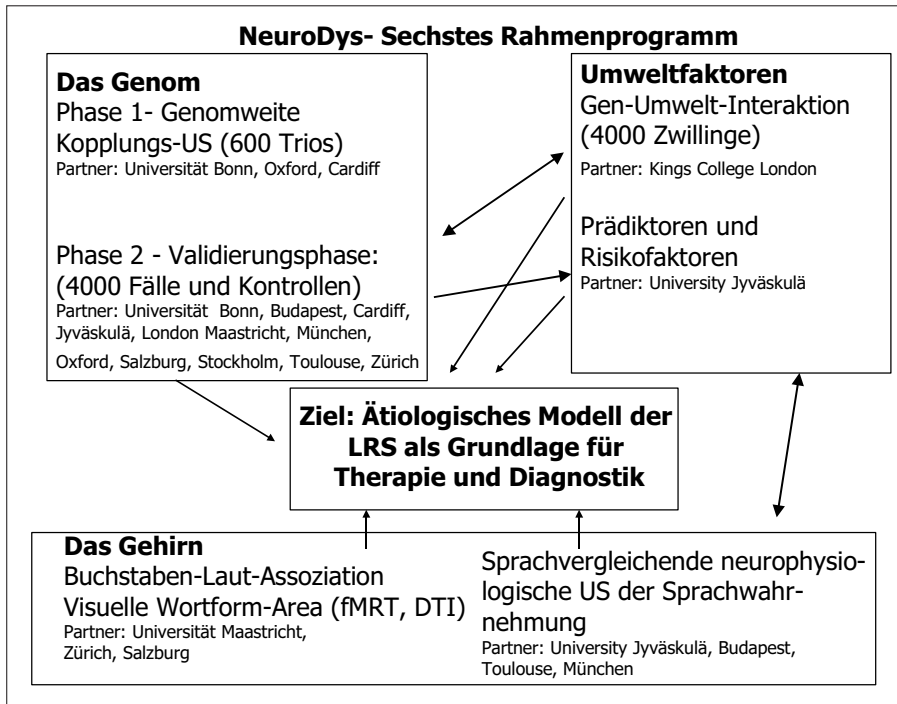 NeuroDys- Sechstes Rahmenprogramm
Das Genom
Phase 1- Genomweite
Kopplungs-US (600 Trios)
Partner: Universität Bonn, Oxford, Cardiff
Phase 2 - Validierungsphase:
(4000 Fälle und Kontrollen)
Partner: Universität Bonn, Budapest, Cardiff,
Jyväskulä, London Maastricht, München,
Oxford, Salzburg, Stockholm, Toulouse, Zürich
Umweltfaktoren
Gen-Umwelt-Interaktion
(4000 Zwillinge)
Partner: Kings College London
Prädiktoren und
Risikofaktoren
Partner: University Jyväskulä
Ziel: Ätiologisches Modell der
LRS als Grundlage für
Therapie und Diagnostik
Das Gehirn
Buchstaben-Laut-Assoziation
Visuelle Wortform-Area (fMRT, DTI)
Partner: Universität Maastricht,
Zürich, Salzburg
Sprachvergleichende neurophysio-
logische US der Sprachwahr-
nehmung
Partner: University Jyväskulä, Budapest,
Toulouse, München